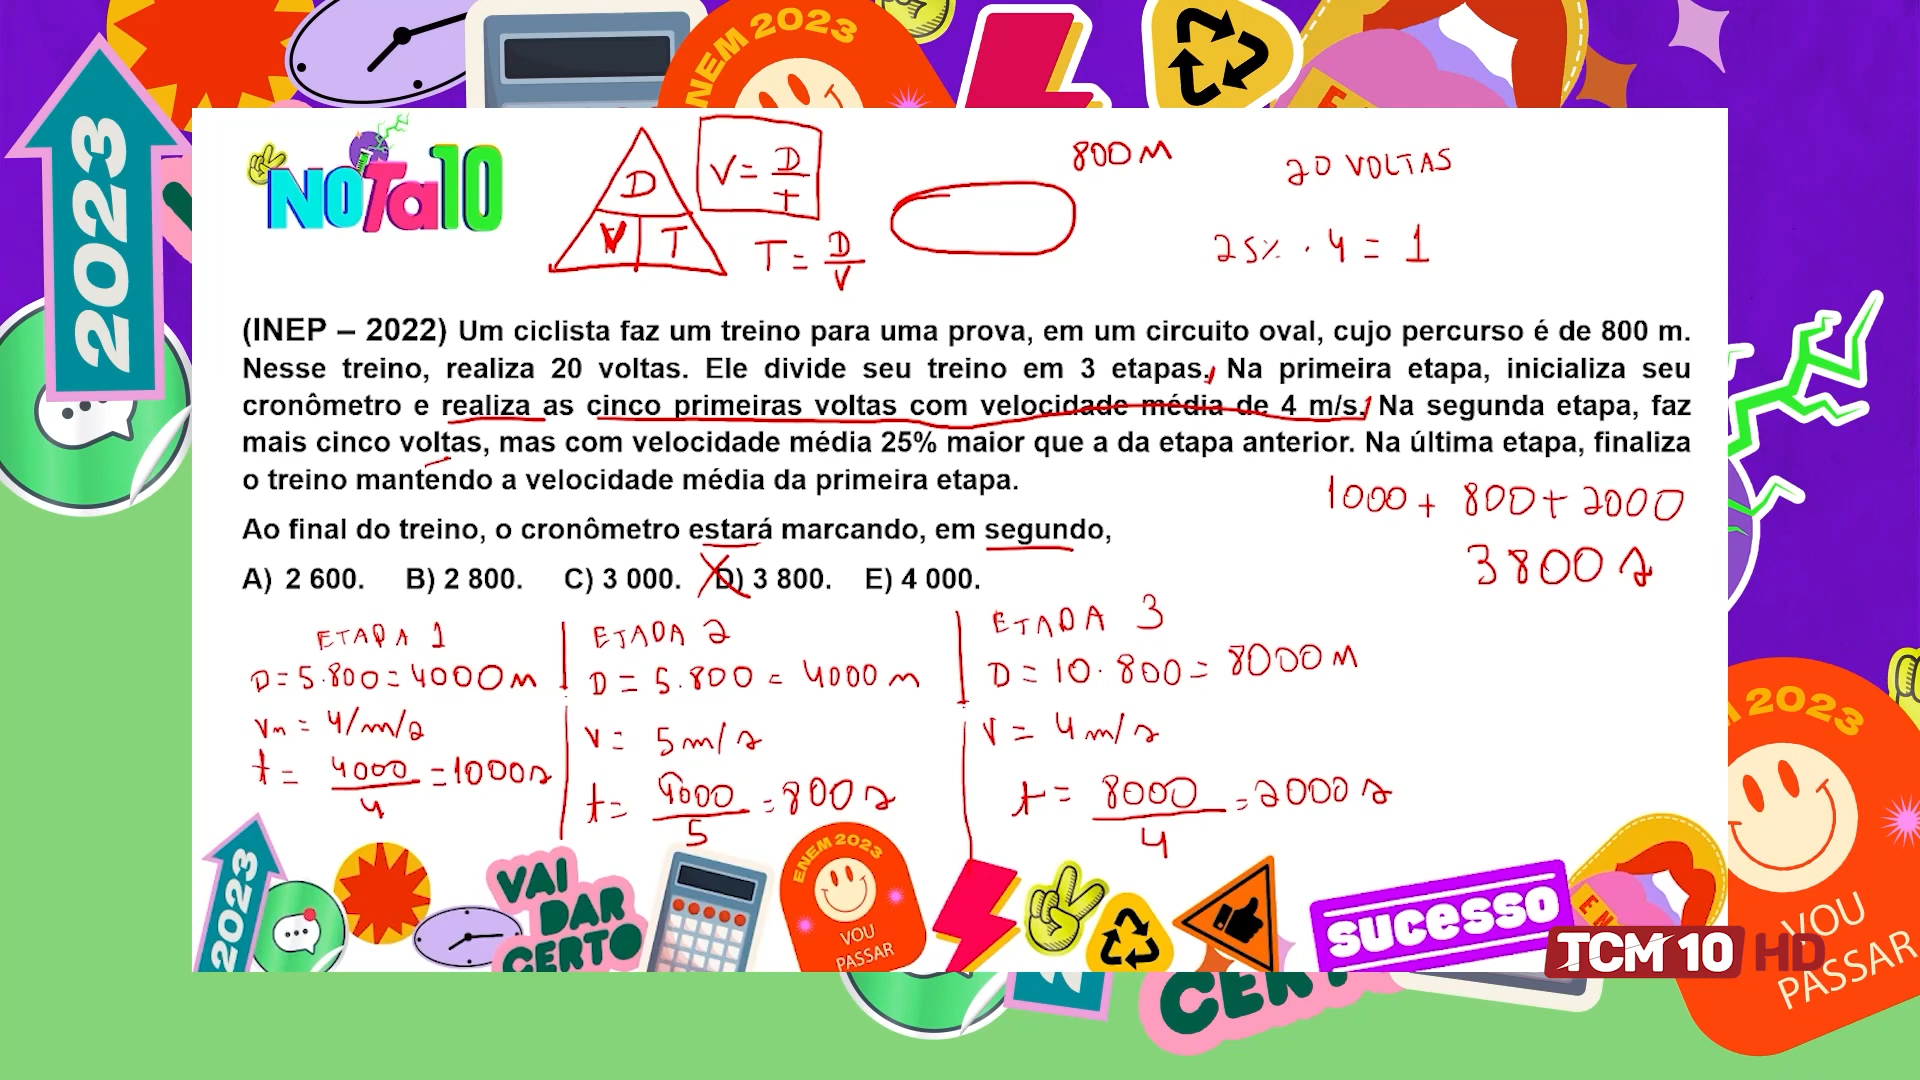 2023
ENEM 2023
NOTa10
D
V T
V = D/t
T = D/V
800 M
20 VOLTAS
25% . 4 = 1
(INEP – 2022) Um ciclista faz um treino para uma prova, em um circuito oval, cujo percurso é de 800 m.
Nesse treino, realiza 20 voltas. Ele divide seu treino em 3 etapas. Na primeira etapa, inicializa seu
cronômetro e realiza as cinco primeiras voltas com velocidade média de 4 m/s. Na segunda etapa, faz
mais cinco voltas, mas com velocidade média 25% maior que a da etapa anterior. Na última etapa, finaliza
o treino mantendo a velocidade média da primeira etapa.
1000 + 800 + 2000
3800 s
Ao final do treino, o cronômetro estará marcando, em segundo,
A) 2 600. B) 2 800. C) 3 000. D) 3 800. E) 4 000.
ETAPA 1
D = 5.800 = 4000 m
Vm = 4/m/s
t = 4000/4 = 1000 s
ETAPA 2
D = 5.800 = 4000 m
V = 5 m/s
t = 4000/5 = 800 s
ETAPA 3
D = 10.800 = 8000 M
V = 4 m/s
t = 8000/4 = 2000 s
2023
VAI
DAR
CERTO
ENEM 2023
VOU
PASSAR
SUCESSO
EN
TCM 10 HD
2023
VOU
PASSAR